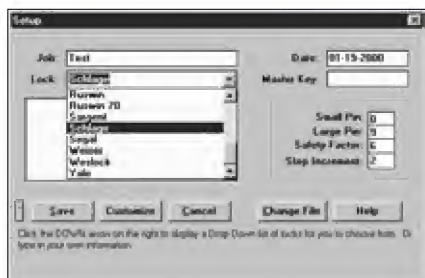 Setup
Job: Test
Date: 01-15-2000
Lock: Schlage
Master Key:
Ruswin
Ruswin 20
Sargent
Schlage
Segal
Weiser
Weslock
Yale
Small Pin: 0
Large Pin: 9
Safety Factor: 6
Step Increment: 2
Save
Customize
Cancel
Change File
Help
Click the DOWN arrow on the right to display a Drop Down list of locks for you to choose from. Or
type in your own information.